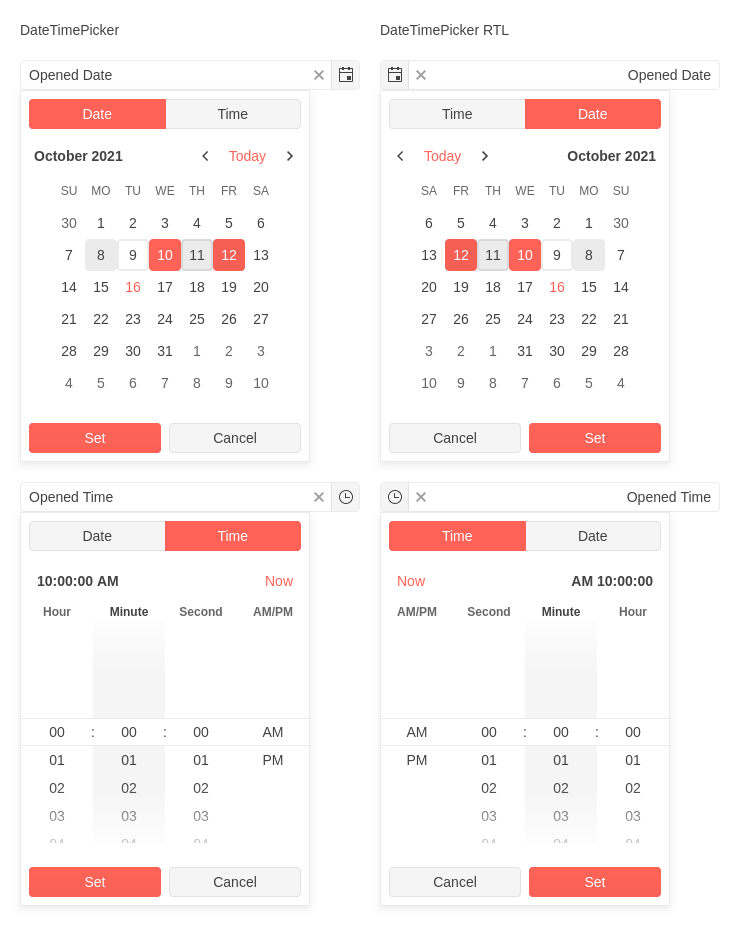 DateTimePicker
Opened Date
Date Time
October 2021 Today
SU MO TU WE TH FR SA
30 1 2 3 4 5 6
7 8 9 10 11 12 13
14 15 16 17 18 19 20
21 22 23 24 25 26 27
28 29 30 31 1 2 3
4 5 6 7 8 9 10
Set Cancel
DateTimePicker RTL
Opened Date
Time Date
Today October 2021
SA FR TH WE TU MO SU
6 5 4 3 2 1 30
13 12 11 10 9 8 7
20 19 18 17 16 15 14
27 26 25 24 23 22 21
3 2 1 31 30 29 28
10 9 8 7 6 5 4
Cancel Set
Opened Time
Date Time
10:00:00 AM Now
Hour Minute Second AM/PM
00 : 00 : 00 AM
01 01 01 PM
02 02 02
03 03 03
04 04 04
Set Cancel
Opened Time
Time Date
Now AM 10:00:00
AM/PM Second Minute Hour
AM 00 : 00 : 00
PM 01 01 01
02 02 02
03 03 03
04 04 04
Cancel Set